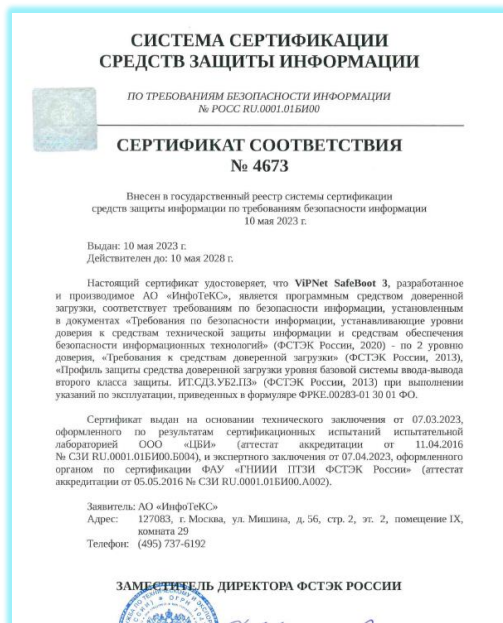 СИСТЕМА СЕРТИФИКАЦИИ
СРЕДСТВ ЗАЩИТЫ ИНФОРМАЦИИ
ПО ТРЕБОВАНИЯМ БЕЗОПАСНОСТИ ИНФОРМАЦИИ
№ РОСС RU.0001.01БИ00
СЕРТИФИКАТ СООТВЕТСТВИЯ
№ 4673
Внесен в государственный реестр системы сертификации
средств защиты информации по требованиям безопасности информации
10 мая 2023 г.
Выдан: 10 мая 2023 г.
Действителен до: 10 мая 2028 г.
Настоящий сертификат удостоверяет, что ViPNet SafeBoot 3, разработанное
и производимое АО «ИнфоТеКС», является программным средством доверенной
загрузки, соответствует требованиям по безопасности информации, установленным
в документах «Требования по безопасности информации, устанавливающие уровни
доверия к средствам технической защиты информации и средствам обеспечения
безопасности информационных технологий» (ФСТЭК России, 2020) - по 2 уровню
доверия, «Требования к средствам доверенной загрузки» (ФСТЭК России, 2013),
«Профиль защиты средства доверенной загрузки уровня базовой системы ввода-вывода
второго класса защиты. ИТ.СДЗ.УБ2.ПЗ» (ФСТЭК России, 2013) при выполнении
указаний по эксплуатации, приведенных в формуляре ФРКЕ.00283-01 30 01 ФО.
Сертификат выдан на основании технического заключения от 07.03.2023,
оформленного по результатам сертификационных испытаний испытательной
лабораторией ООО «ЦБИ» (аттестат аккредитации от 11.04.2016
№ СЗИ RU.0001.01БИ00.Б004), и экспертного заключения от 07.04.2023, оформленного
органом по сертификации ФАУ «ГНИИИ ПТЗИ ФСТЭК России» (аттестат
аккредитации от 05.05.2016 № СЗИ RU.0001.01БИ00.А002).
Заявитель: АО «ИнфоТеКС»
Адрес: 127083, г. Москва, ул. Мишина, д. 56, стр. 2, эт. 2, помещение IX,
комната 29
Телефон: (495) 737-6192
ЗАМЕСТИТЕЛЬ ДИРЕКТОРА ФСТЭК РОССИИ